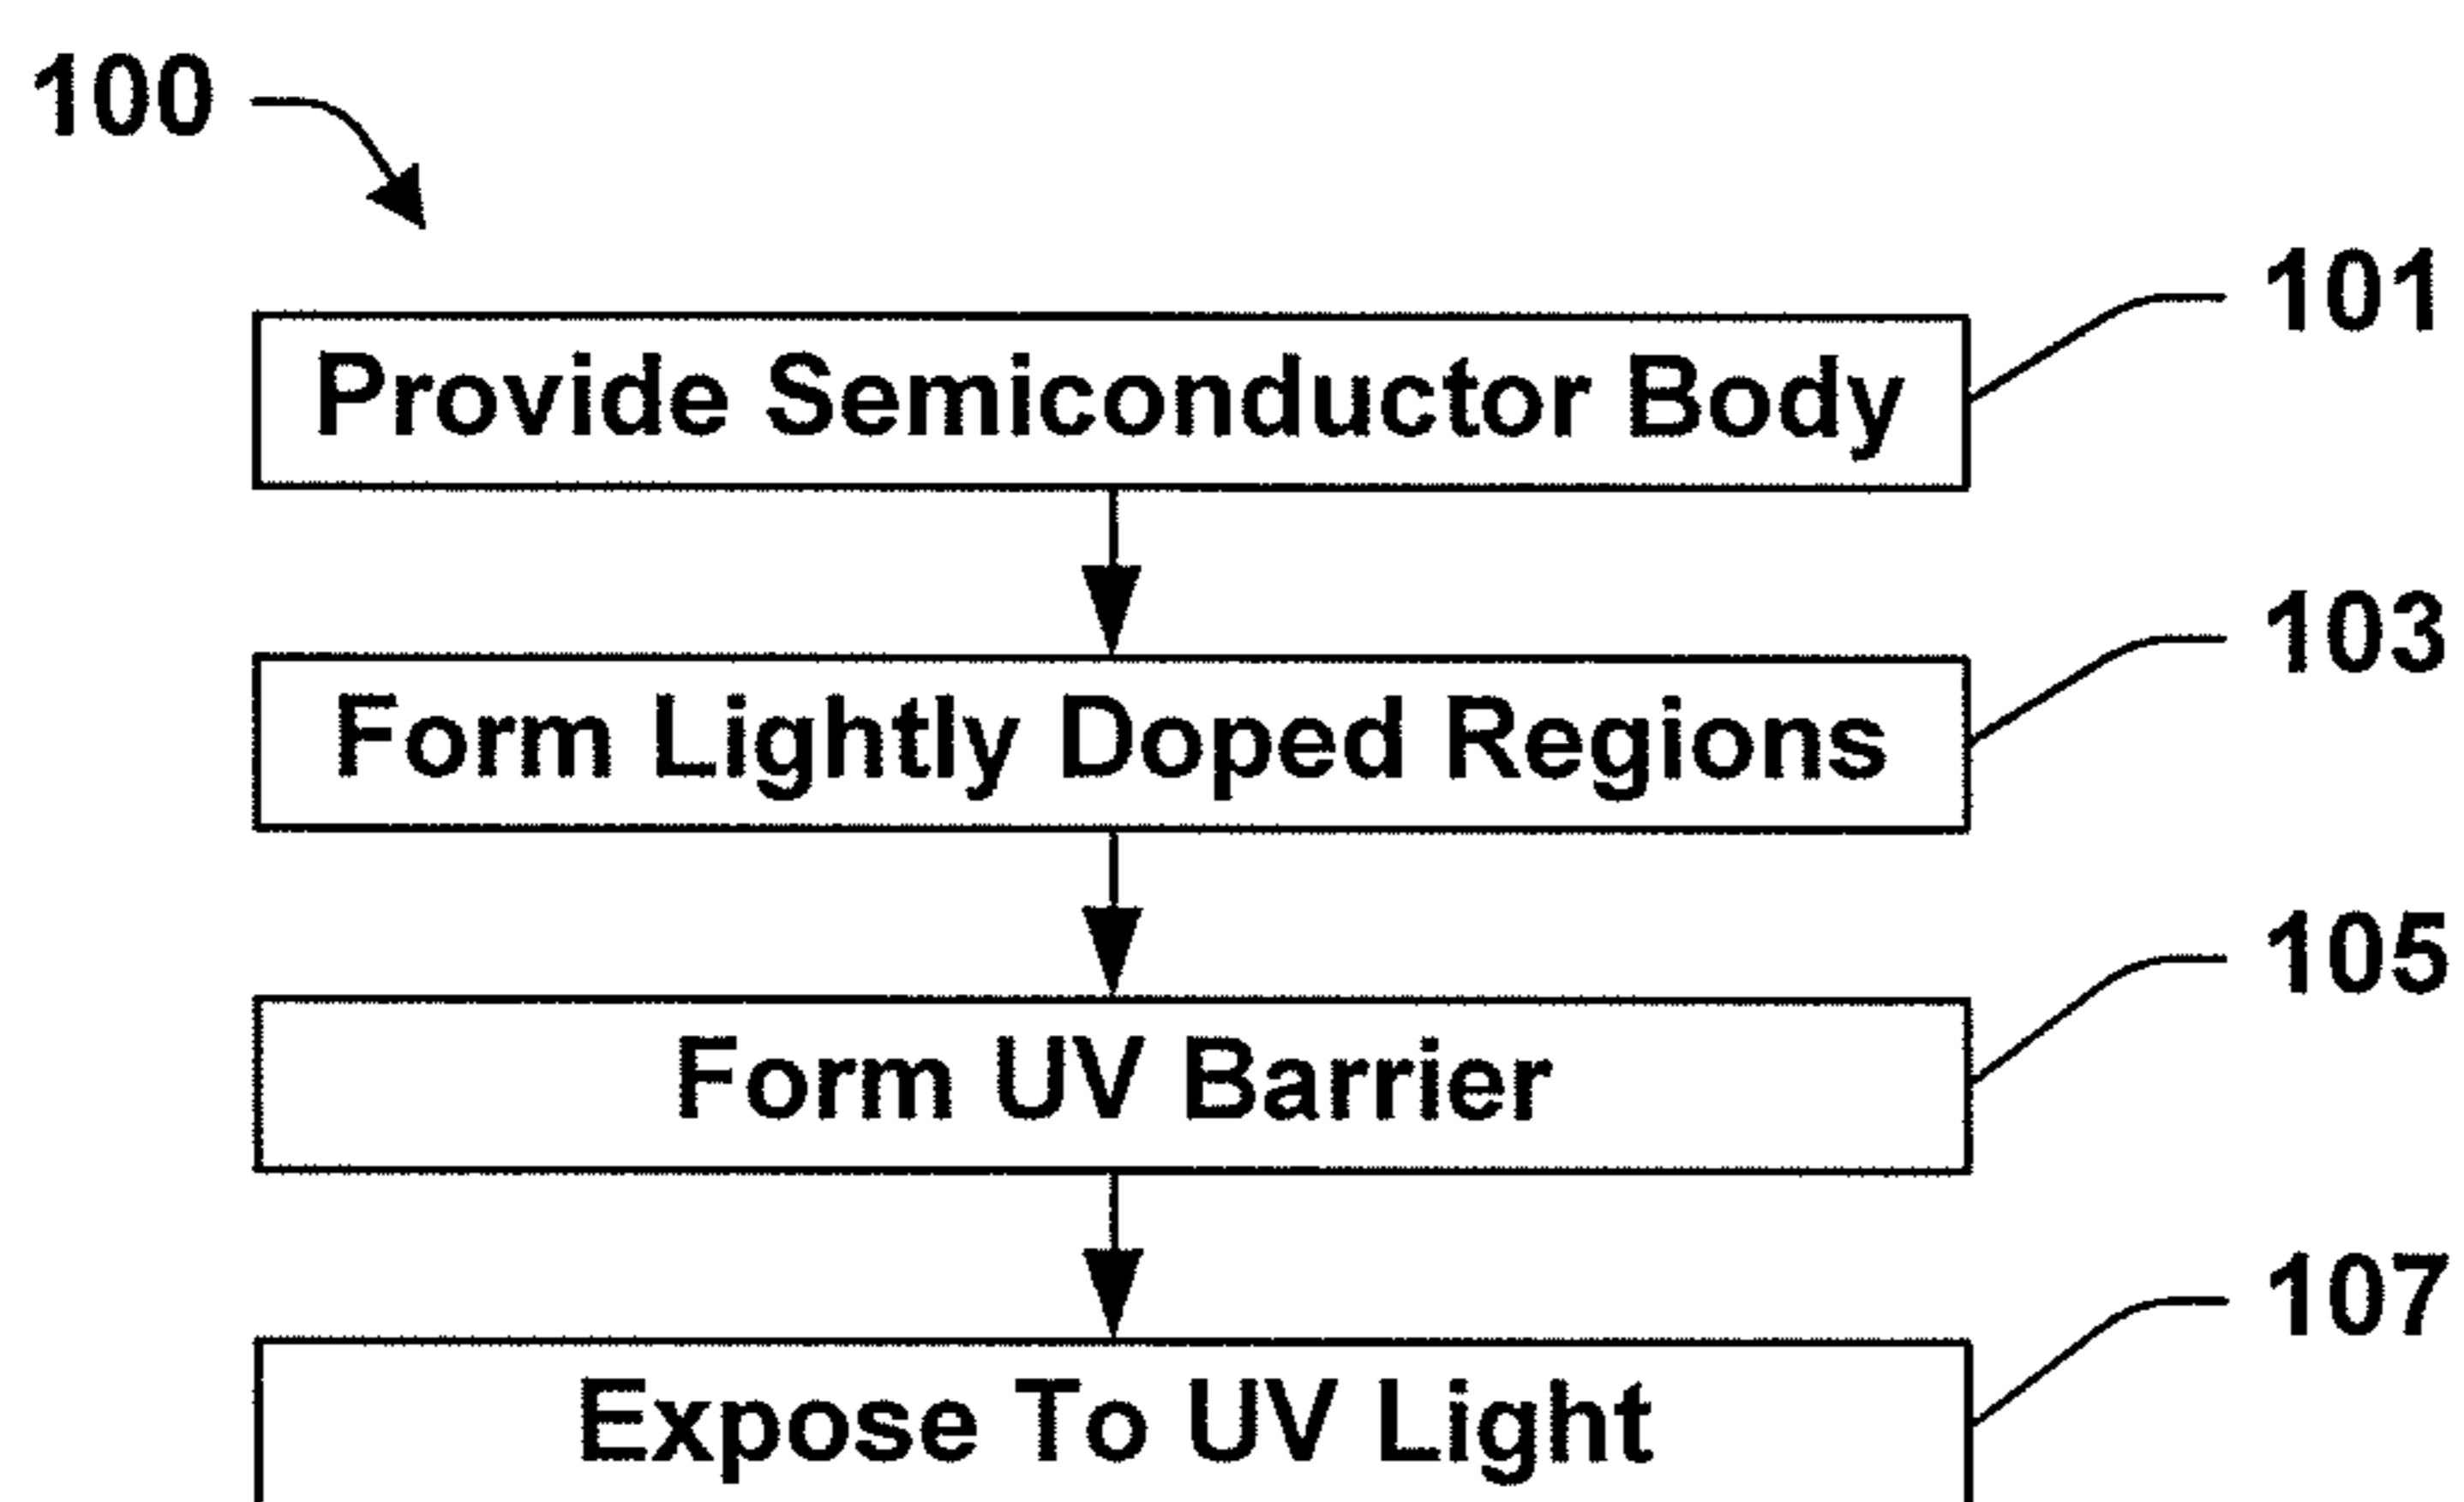 100
101
Provide Semiconductor Body
103
Form Lightly Doped Regions
105
Form UV Barrier
107
Expose To UV Light